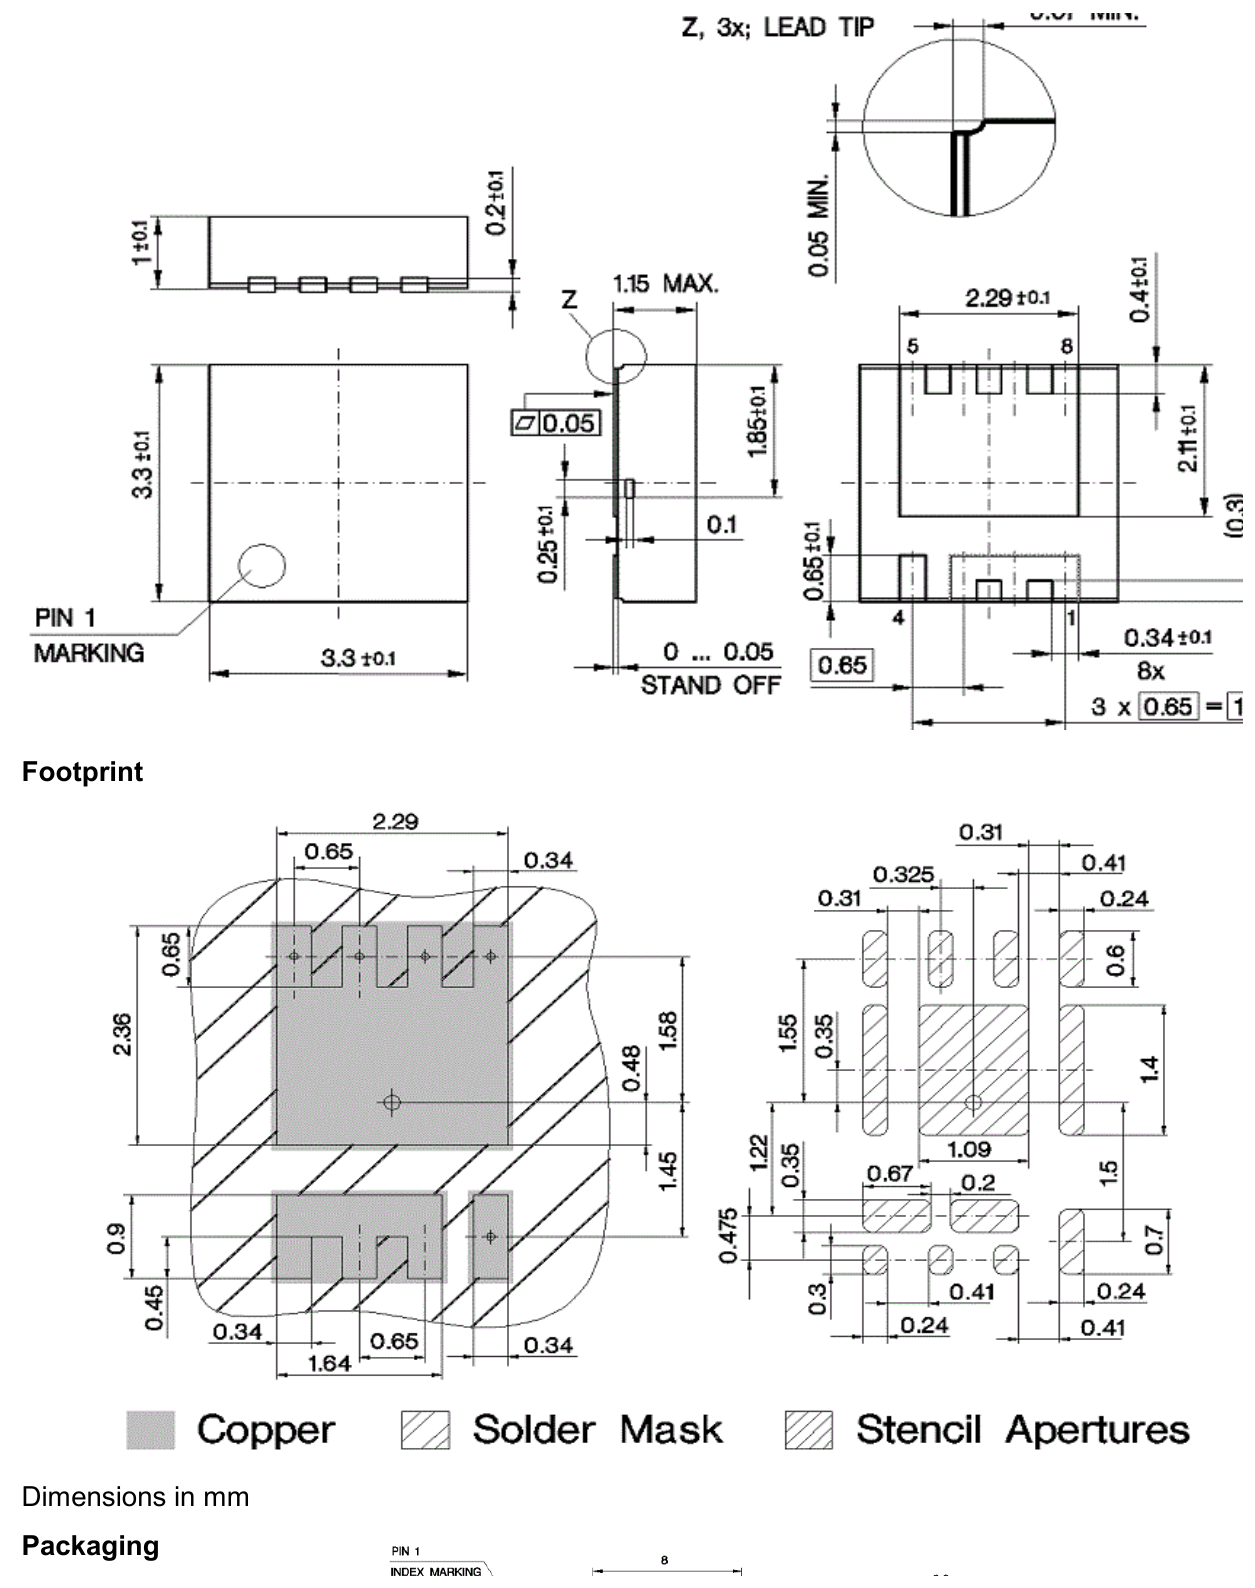 Z, 3x; LEAD TIP
MIN.
0.05 MIN.
1±0.1
0.2±0.1
1.15 MAX.
Z
2.29±0.1
0.4±0.1
5
8
0.05
3.3±0.1
1.85±0.1
2.11±0.1
(0.3)
0.25±0.1
0.1
0.65±0.1
PIN 1
MARKING
3.3±0.1
0 ... 0.05
STAND OFF
4
1
0.65
0.34±0.1
8x
3 x 0.65 = 1
Footprint
2.29
0.65
0.34
0.65
2.36
1.58
0.48
1.45
0.9
0.45
0.34
0.65
0.34
1.64
0.31
0.41
0.325
0.31
0.24
0.6
1.55
0.35
1.4
1.09
1.22
0.35
0.67
0.2
1.5
0.475
0.7
0.3
0.41
0.24
0.24
0.41
Copper
Solder Mask
Stencil Apertures
Dimensions in mm
Packaging
PIN 1
INDEX MARKING
8